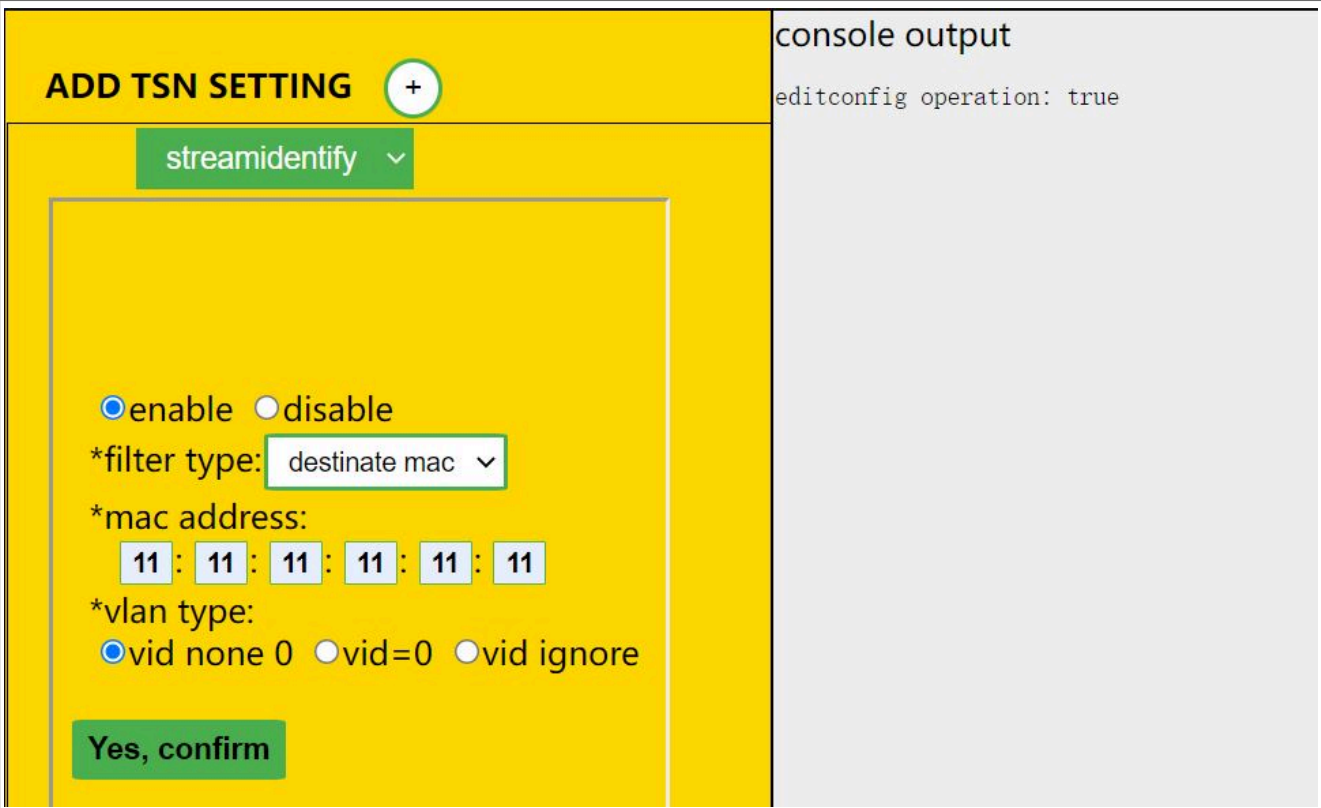 ADD TSN SETTING +
streamidentify
enable disable
*filter type: destinate mac
*mac address:
11 : 11 : 11 : 11 : 11 : 11
*vlan type:
vid none 0 vid=0 vid ignore
Yes, confirm
console output
editconfig operation: true